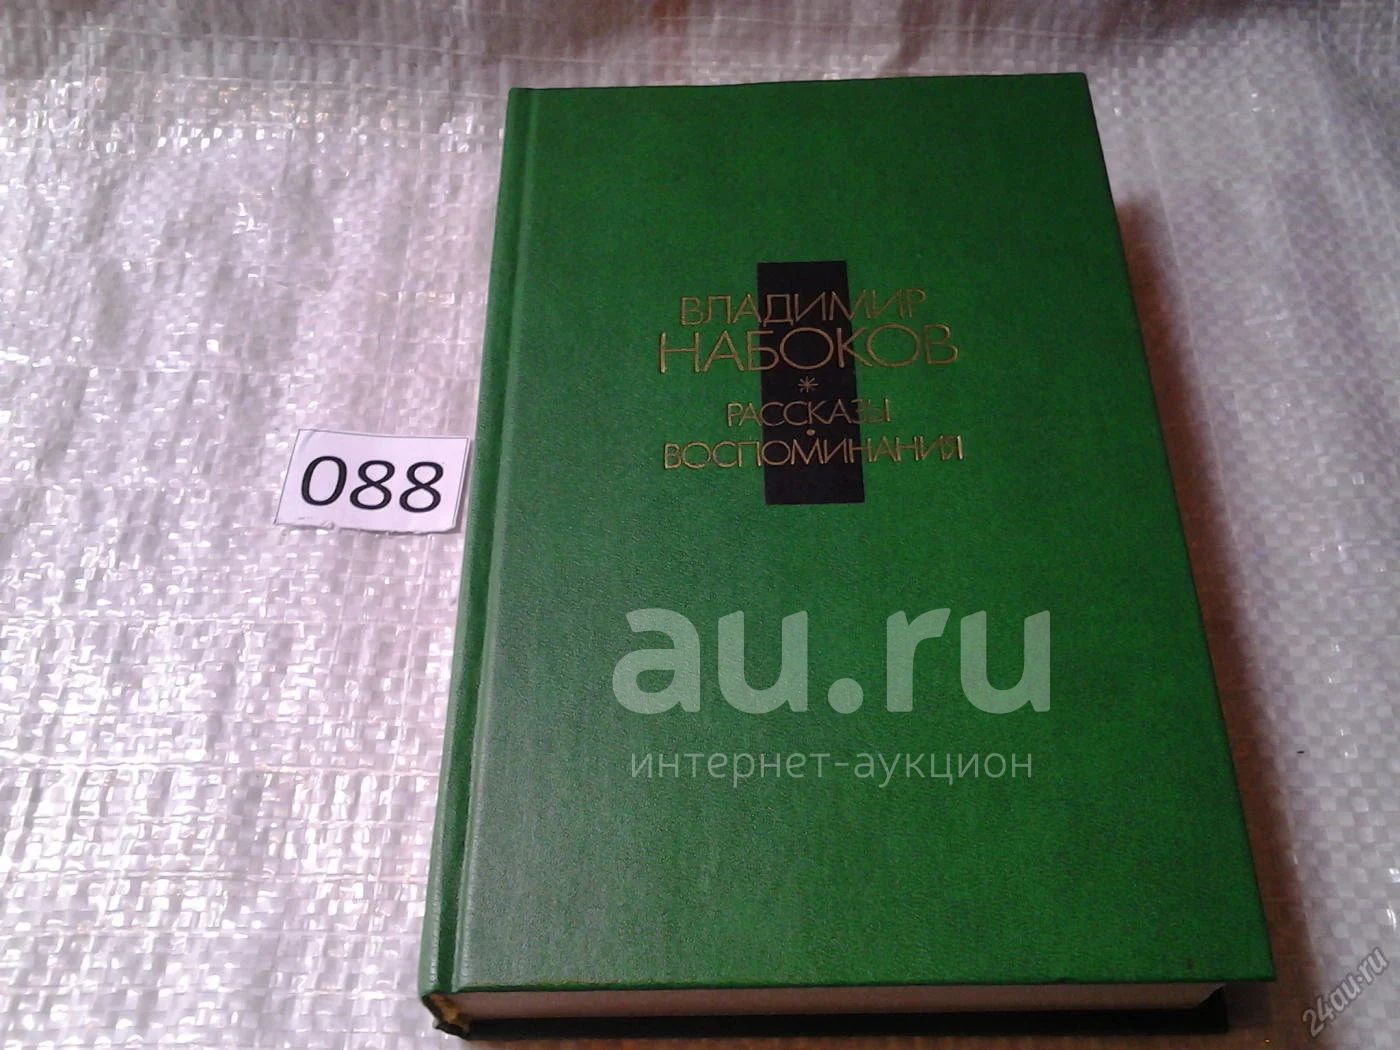 ВЛАДИМИР
НАБОКОВ
*
РАССКАЗЫ
•
ВОСПОМИНАНИЯ
088
au.ru
интернет-аукцион
24au.ru